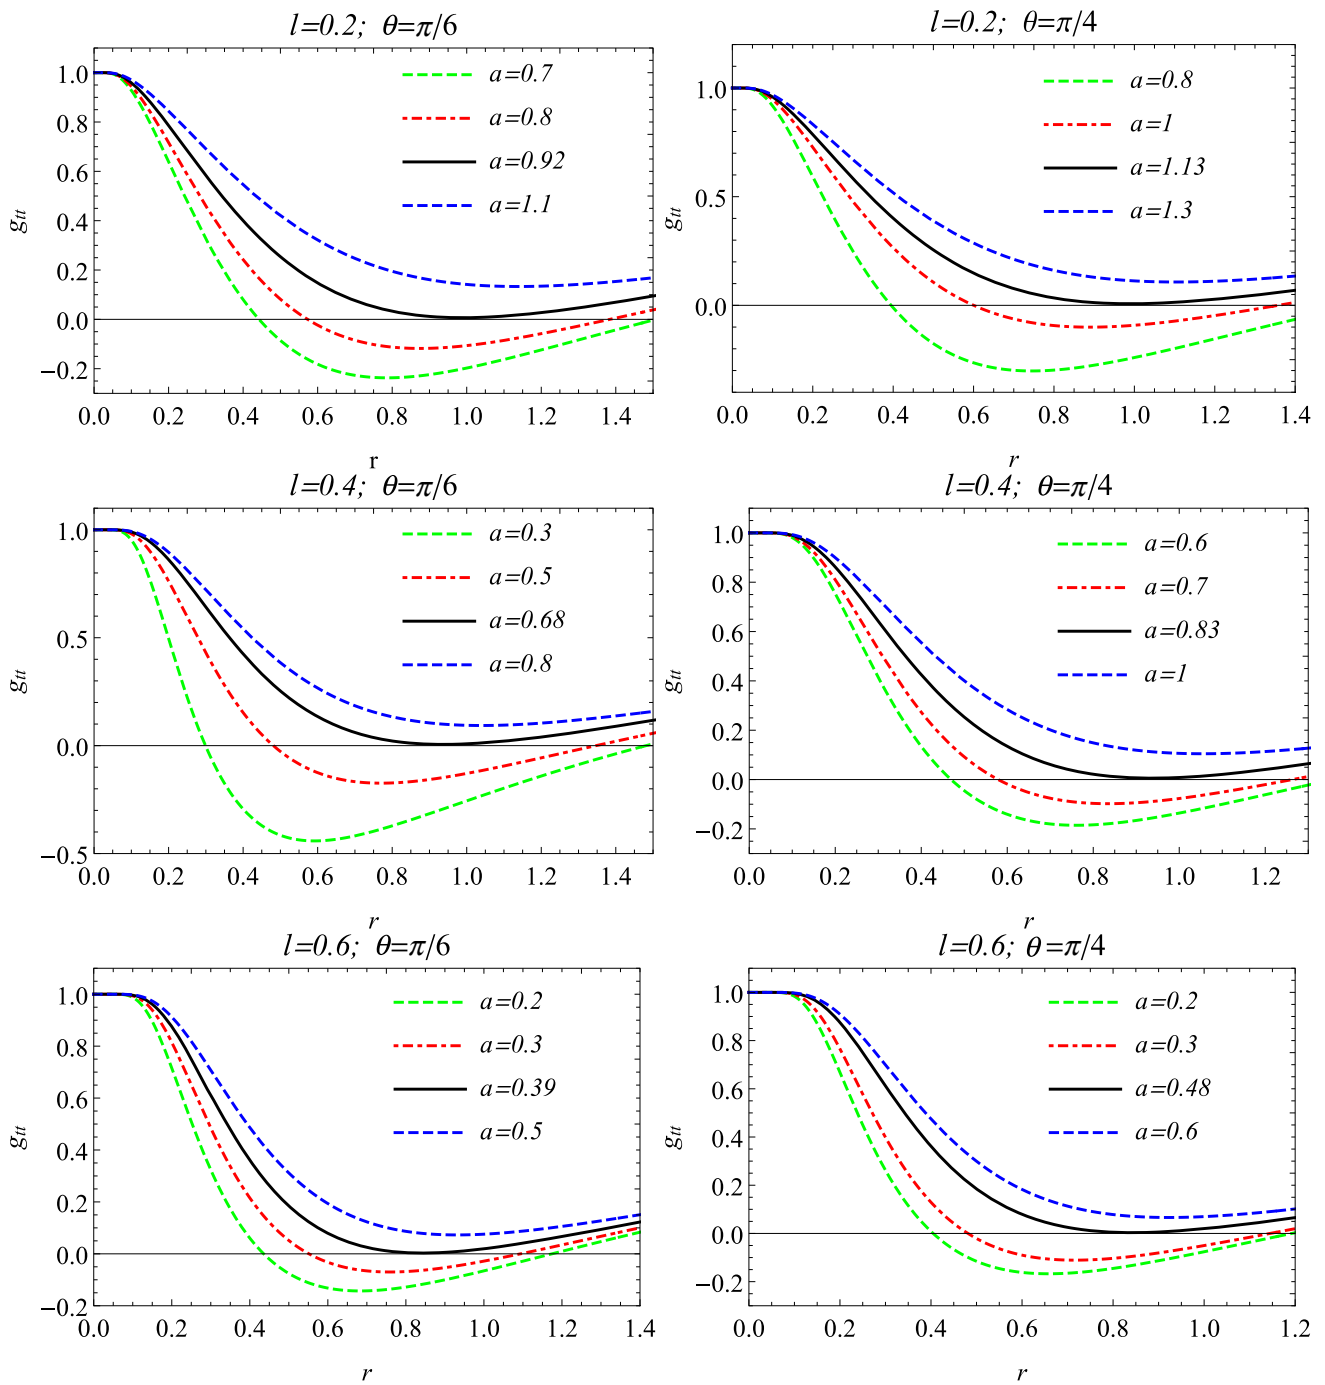 l=0.2; θ=π/6
a=0.7
a=0.8
a=0.92
a=1.1
1.0
0.8
0.6
0.4
0.2
0.0
−0.2
gtt
0.0 0.2 0.4 0.6 0.8 1.0 1.2 1.4
r
l=0.2; θ=π/4
a=0.8
a=1
a=1.13
a=1.3
1.0
0.5
0.0
gtt
0.0 0.2 0.4 0.6 0.8 1.0 1.2 1.4
r
l=0.4; θ=π/6
a=0.3
a=0.5
a=0.68
a=0.8
1.0
0.5
0.0
−0.5
gtt
0.0 0.2 0.4 0.6 0.8 1.0 1.2 1.4
r
l=0.4; θ=π/4
a=0.6
a=0.7
a=0.83
a=1
1.0
0.8
0.6
0.4
0.2
0.0
−0.2
gtt
0.0 0.2 0.4 0.6 0.8 1.0 1.2
r
l=0.6; θ=π/6
a=0.2
a=0.3
a=0.39
a=0.5
1.0
0.8
0.6
0.4
0.2
0.0
−0.2
gtt
0.0 0.2 0.4 0.6 0.8 1.0 1.2 1.4
r
l=0.6; θ=π/4
a=0.2
a=0.3
a=0.48
a=0.6
1.0
0.8
0.6
0.4
0.2
0.0
−0.2
gtt
0.0 0.2 0.4 0.6 0.8 1.0 1.2
r